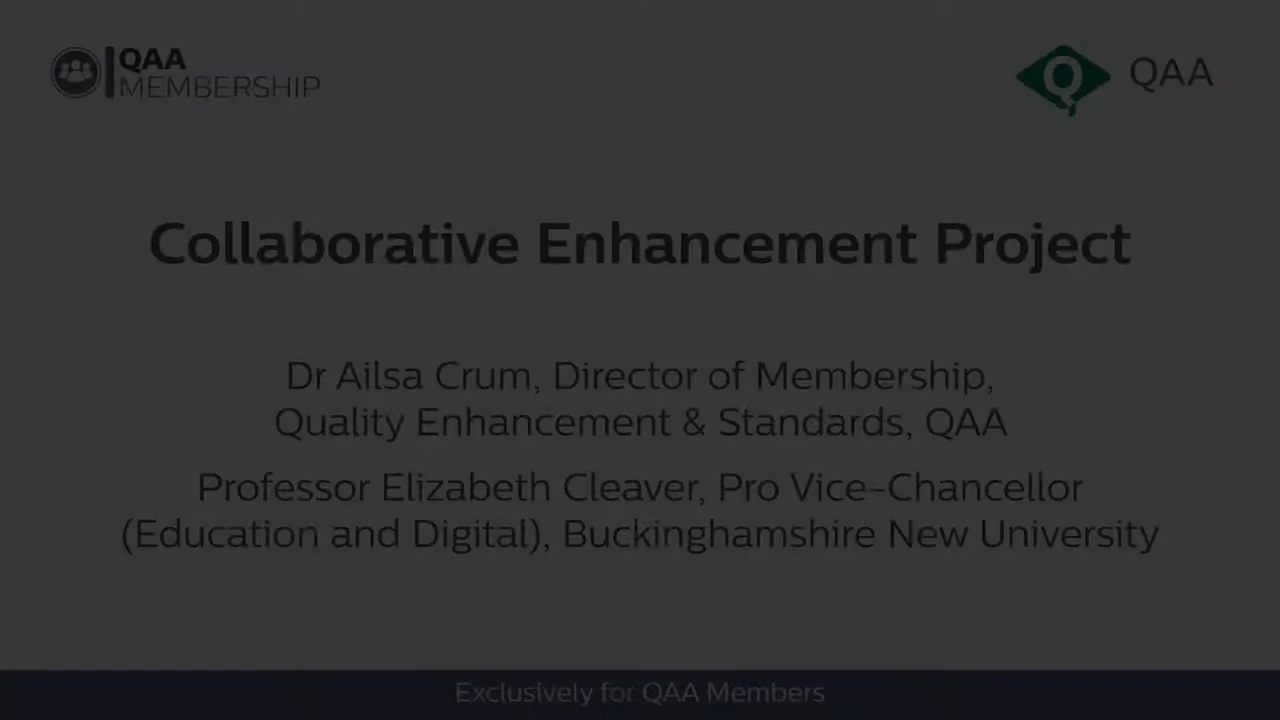 QAA
MEMBERSHIP
QAA
Collaborative Enhancement Project
Dr Ailsa Crum, Director of Membership,
Quality Enhancement & Standards, QAA
Professor Elizabeth Cleaver, Pro Vice-Chancellor
(Education and Digital), Buckinghamshire New University
Exclusively for QAA Members